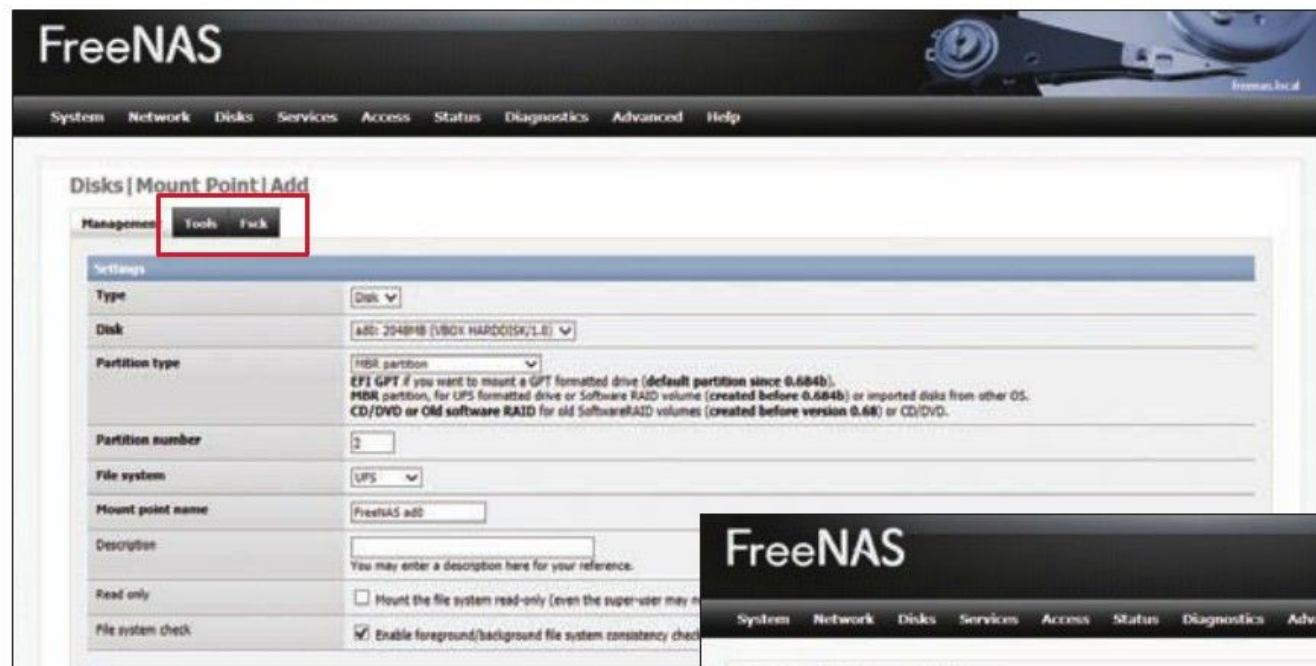 FreeNAS
freenas.local
System Network Disks Services Access Status Diagnostics Advanced Help
Disks|Mount Point|Add
Management Tools Fsck
Settings
Type Disk
Disk ad0: 2048MB (VBOX HARDDISK/1.0)
Partition type MBR partition
EFI GPT if you want to mount a GPT formatted drive (default partition since 0.684b).
MBR partition, for UFS formatted drive or Software RAID volume (created before 0.684b) or imported disks from other OS.
CD/DVD or Old software RAID for old SoftwareRAID volumes (created before version 0.68) or CD/DVD.
Partition number 2
File system UFS
Mount point name FreeNAS ad0
Description
You may enter a description here for your reference.
Read only Mount the file system read-only (even the super-user may
File system check Enable foreground/background file system consistency
FreeNAS
System Network Disks Services Access Status Diagnostics